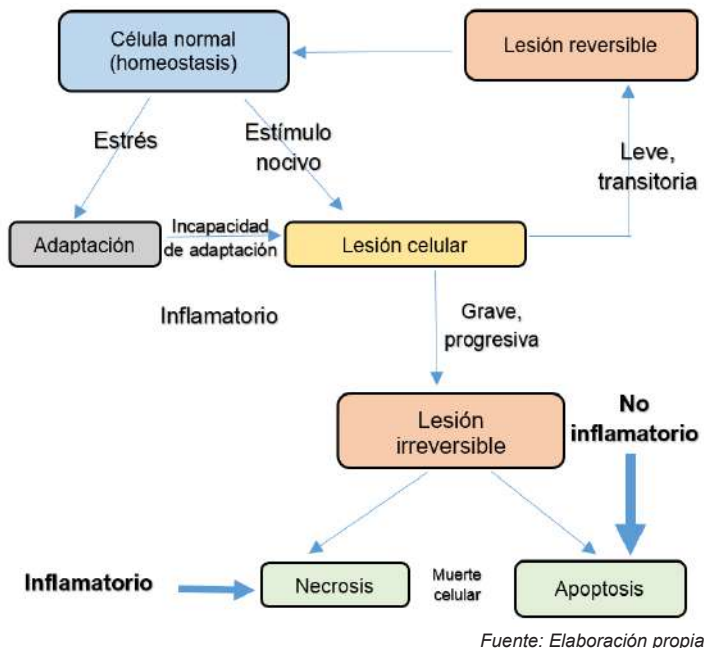 Célula normal
(homeostasis)
Lesión reversible
Estrés
Estímulo
nocivo
Leve,
transitoria
Adaptación
Incapacidad
de adaptación
Lesión celular
Inflamatorio
Grave,
progresiva
Lesión
irreversible
No
inflamatorio
Inflamatorio
Necrosis
Muerte
celular
Apoptosis
Fuente: Elaboración propia